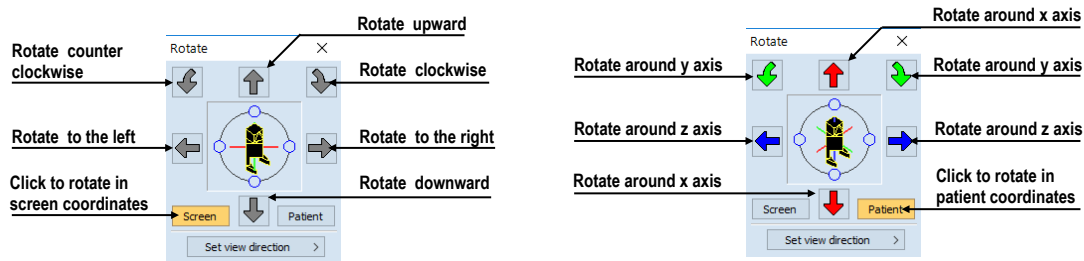 Rotate upward
Rotate counter
clockwise
Rotate
Rotate clockwise
Rotate to the left
Rotate to the right
Click to rotate in
screen coordinates
Rotate downward
Screen
Patient
Set view direction >
Rotate around x axis
Rotate
Rotate around y axis
Rotate around y axis
Rotate around z axis
Rotate around z axis
Rotate around x axis
Click to rotate in
patient coordinates
Screen
Patient
Set view direction >